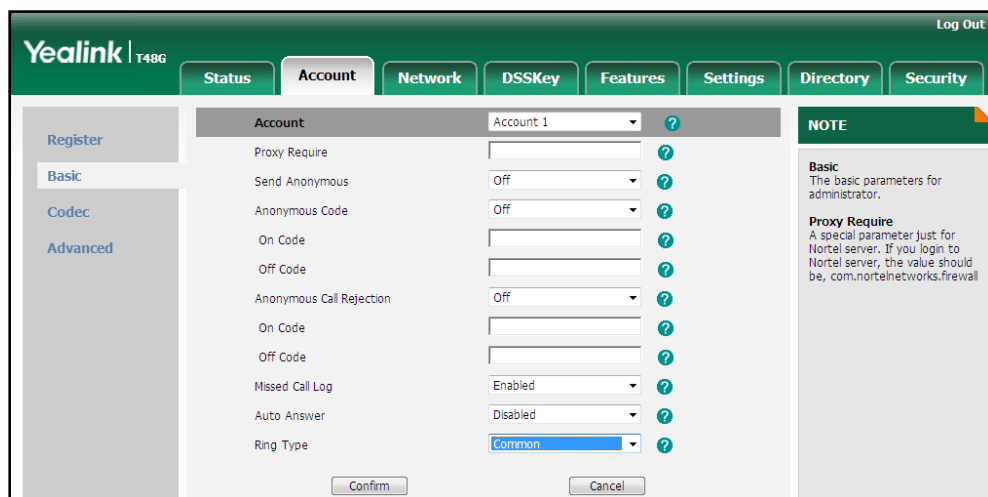 Log Out
Yealink | T48G
Status Account Network DSSKey Features Settings Directory Security
Register
Basic
Codec
Advanced
Account Account 1 ?
Proxy Require ?
Send Anonymous Off ?
Anonymous Code Off ?
On Code ?
Off Code ?
Anonymous Call Rejection Off ?
On Code ?
Off Code ?
Missed Call Log Enabled ?
Auto Answer Disabled ?
Ring Type Common ?
Confirm Cancel
NOTE
Basic
The basic parameters for
administrator.
Proxy Require
A special parameter just for
Nortel server. If you login to
Nortel server, the value should
be, com.nortelnetworks.firewall